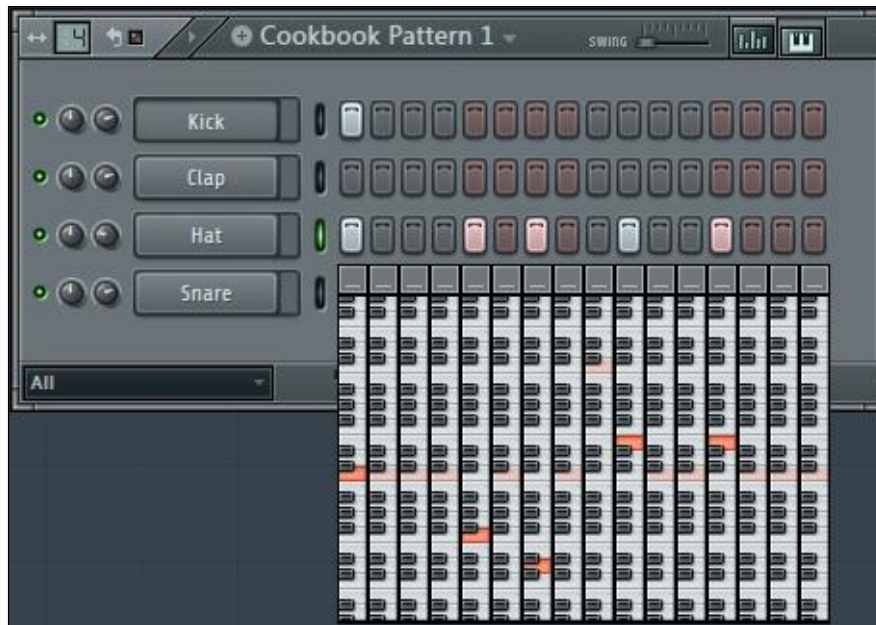 4 Cookbook Pattern 1 SWING
Kick
Clap
Hat
Snare
All